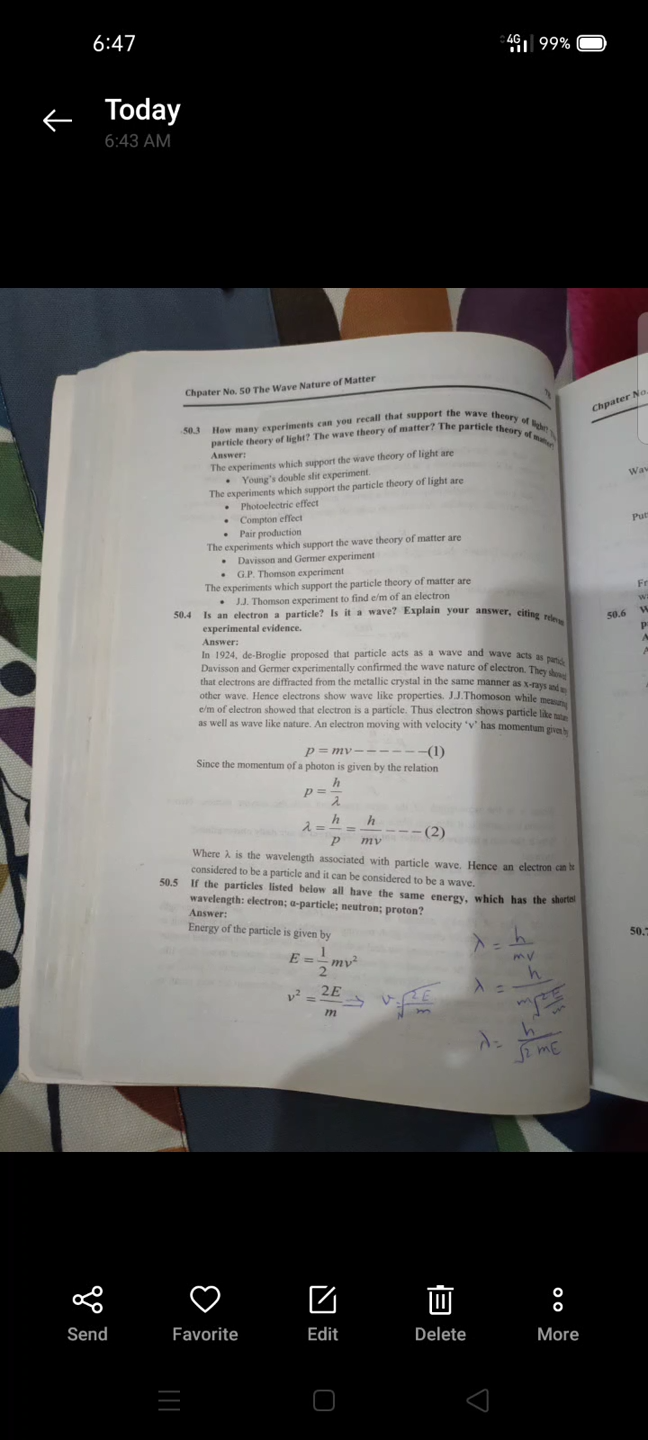 6:47
4G 99%
Today
6:43 AM
Chpater No. 50 The Wave Nature of Matter
Chpater No.
50.3 How many experiments can you recall that support the wave theory of light?
particle theory of light? The wave theory of matter? The particle theory of matter?
Answer:
The experiments which support the wave theory of light are
• Young's double slit experiment.
The experiments which support the particle theory of light are
• Photoelectric effect
• Compton effect
• Pair production
The experiments which support the wave theory of matter are
• Davisson and Germer experiment
• G.P. Thomson experiment
The experiments which support the particle theory of matter are
• J.J. Thomson experiment to find e/m of an electron
50.4 Is an electron a particle? Is it a wave? Explain your answer, citing
experimental evidence.
Answer:
In 1924, de-Broglie proposed that particle acts as a wave and wave acts as
Davisson and Germer experimentally confirmed the wave nature of electron. They
that electrons are diffracted from the metallic crystal in the same manner as x-rays and
other wave. Hence electrons show wave like properties. J.J.Thomoson while
e/m of electron showed that electron is a particle. Thus electron shows particle like
as well as wave like nature. An electron moving with velocity 'v' has momentum given by
p = mv ------(1)
Since the momentum of a photon is given by the relation
p = h/λ
λ = h/p = h/mv ---(2)
Where λ is the wavelength associated with particle wave. Hence an electron can be
considered to be a particle and it can be considered to be a wave.
50.5 If the particles listed below all have the same energy, which has the shortest
wavelength: electron; α-particle; neutron; proton?
Answer:
Energy of the particle is given by
E = 1/2 mv²
v² = 2E/m ⇒ v = √2E/m
λ = h/mv
λ = h/m√2E/m
λ = h/√2mE
Wav
Fr
50.6
50.7
Send
Favorite
Edit
Delete
More